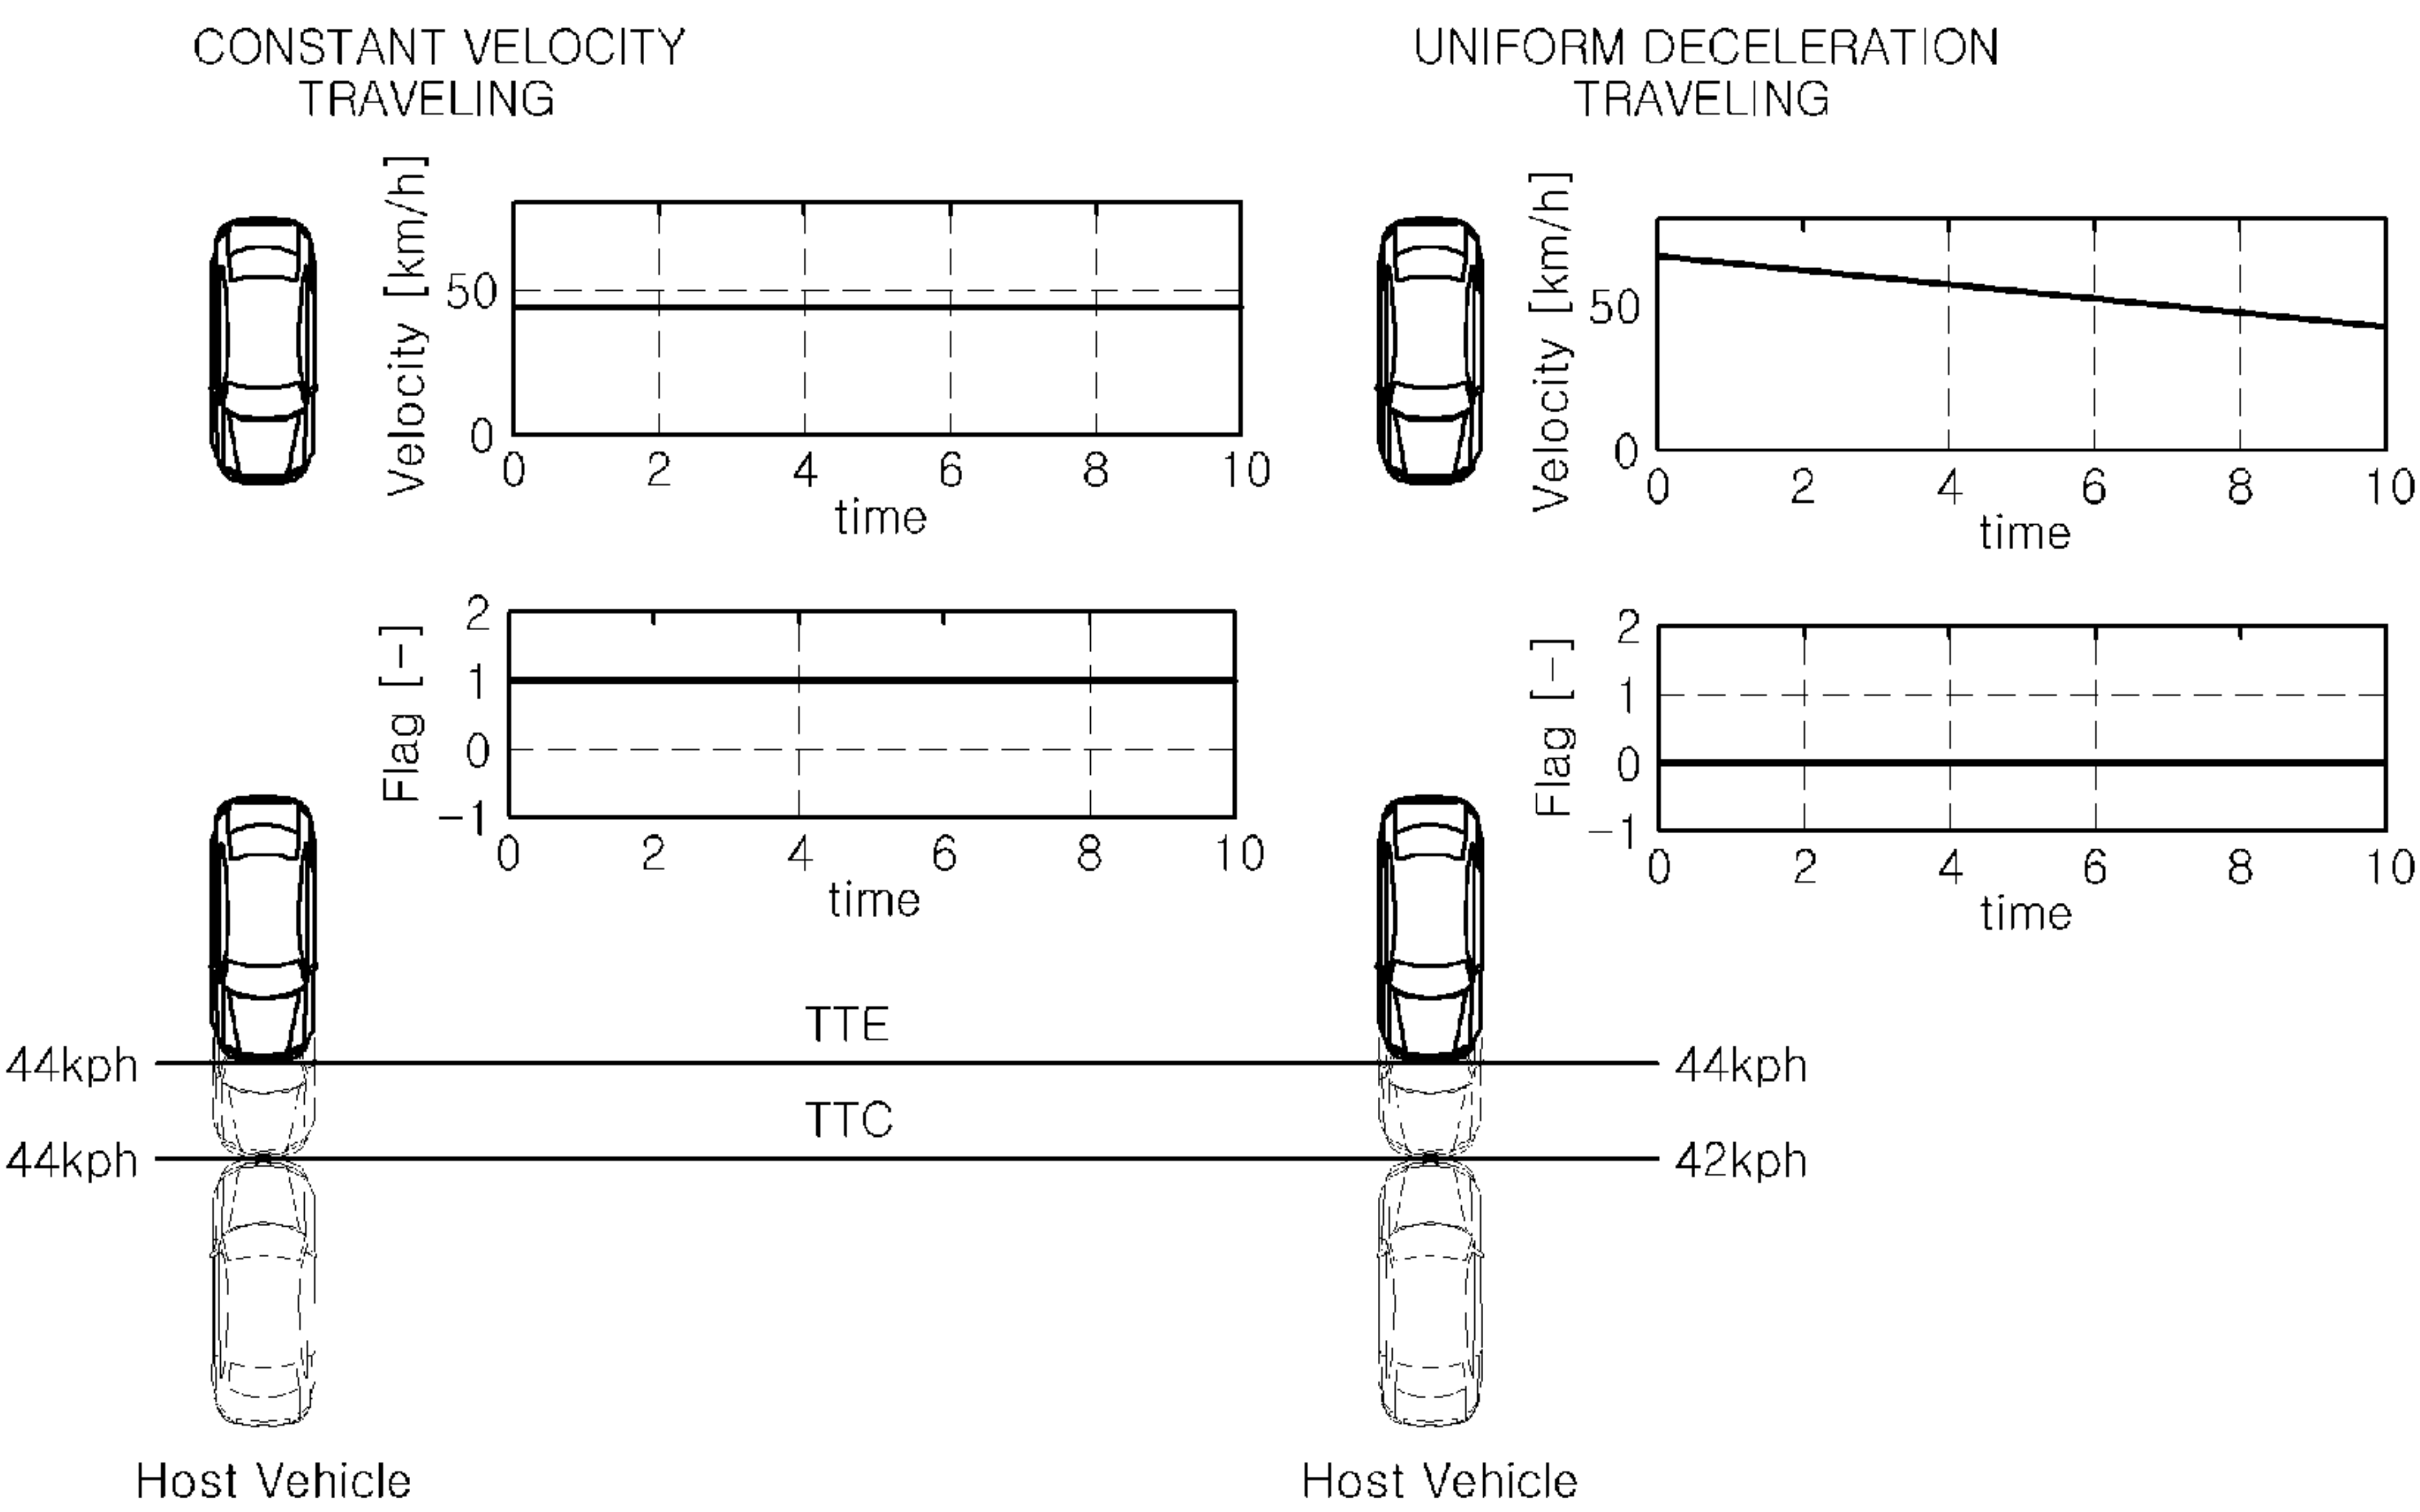 CONSTANT VELOCITY
TRAVELING
UNIFORM DECELERATION
TRAVELING
Velocity [km/h]
50
0
0 2 4 6 8 10
time
Velocity [km/h]
50
0
0 2 4 6 8 10
time
Flag [-]
2
1
0
-1
0 2 4 6 8 10
time
Flag [-]
2
1
0
-1
0 2 4 6 8 10
time
TTE
44kph
44kph
TTC
44kph
42kph
Host Vehicle
Host Vehicle